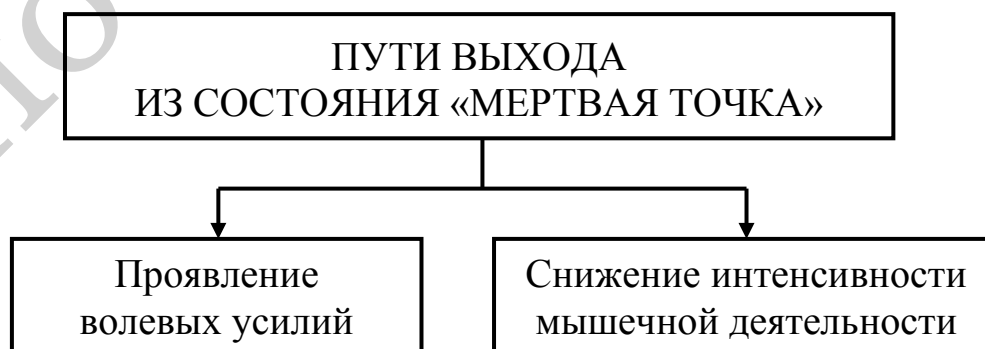 ПУТИ ВЫХОДА
ИЗ СОСТОЯНИЯ «МЕРТВАЯ ТОЧКА»
Проявление
волевых усилий
Снижение интенсивности
мышечной деятельности